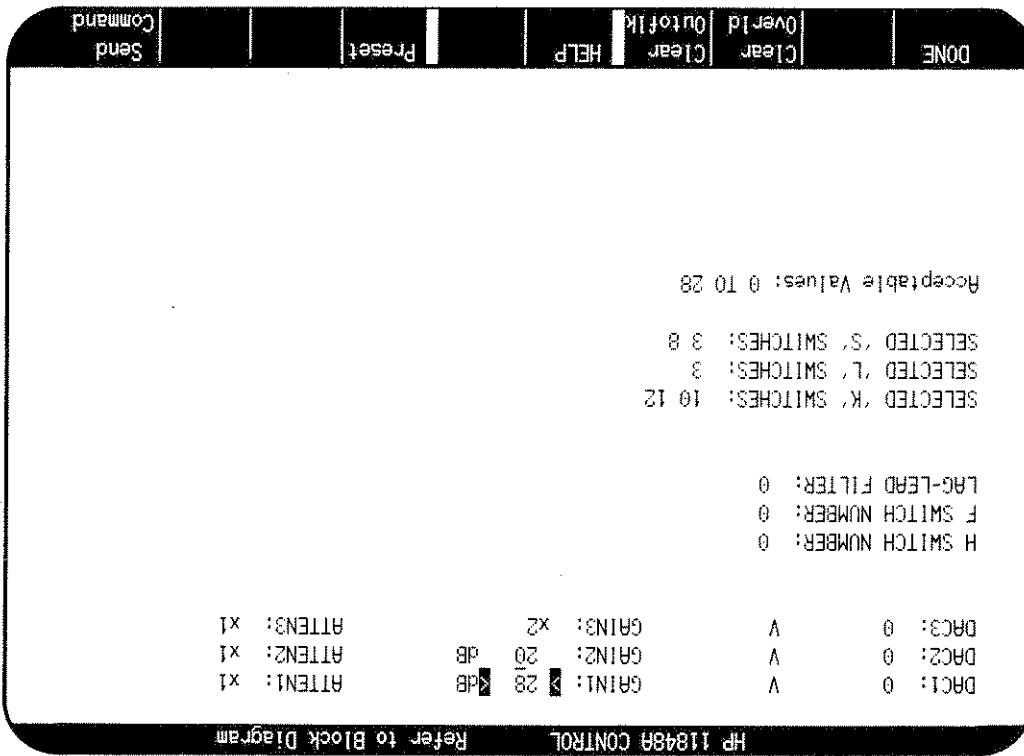 HP 11848A CONTROL Refer to Block Diagram
DAC1: 0 V GAIN1: > 28 <dB ATTEN1: x1
DAC2: 0 V GAIN2: 20 dB ATTEN2: x1
DAC3: 0 V GAIN3: x2 ATTEN3: x1
H SWITCH NUMBER: 0
F SWITCH NUMBER: 0
LAG-LEAD FILTER: 0
SELECTED 'K' SWITCHES: 10 12
SELECTED 'L' SWITCHES: 3
SELECTED 'S' SWITCHES: 3 8
Acceptable Values: 0 TO 28
DONE Clear Overld Clear Outoflk HELP Preset Send Command